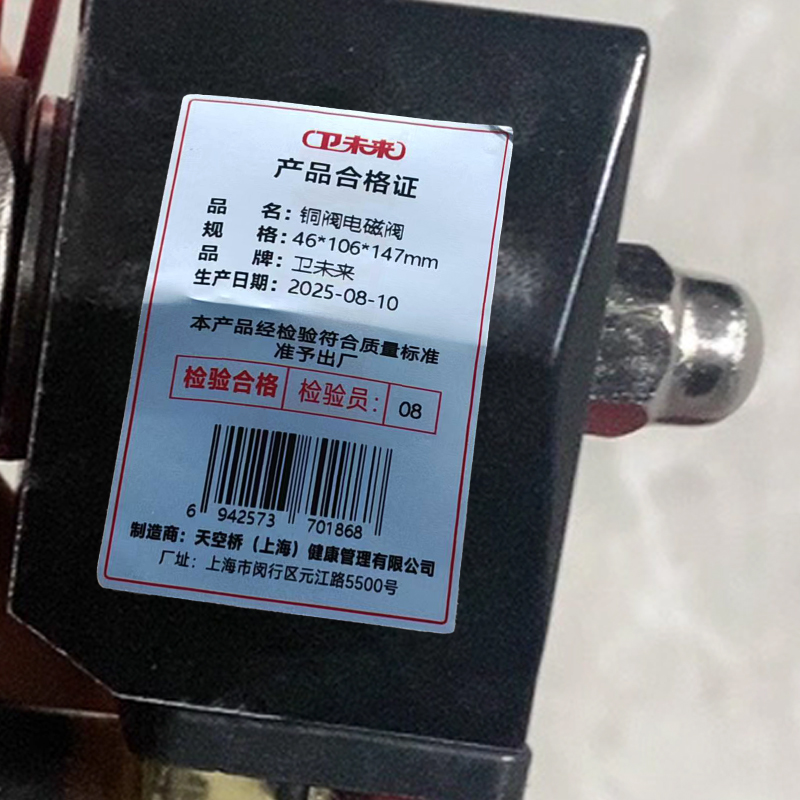 卫未来
产品合格证
品 名：铜阀电磁阀
规 格：46*106*147mm
品 牌：卫未来
生产日期：2025-08-10
本产品经检验符合质量标准
准予出厂
检验合格 检验员： 08
6 942573 701868
制造商：天空桥（上海）健康管理有限公司
厂址：上海市闵行区元江路5500号